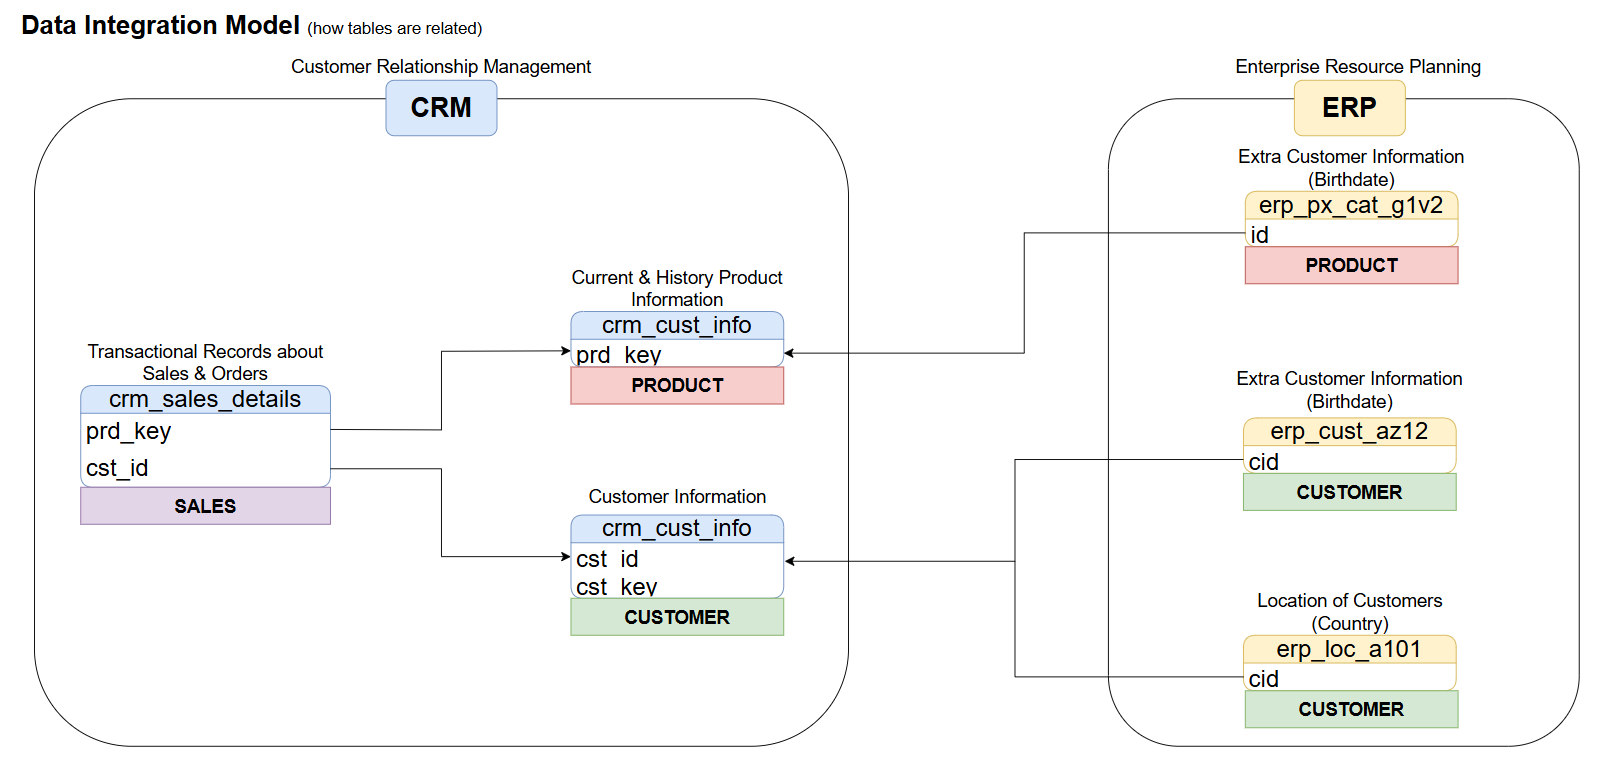 Data Integration Model (how tables are related)
Customer Relationship Management
CRM
Transactional Records about
Sales & Orders
crm_sales_details
prd_key
cst_id
SALES
Current & History Product
Information
crm_cust_info
prd_key
PRODUCT
Customer Information
crm_cust_info
cst_id
cst_key
CUSTOMER
Enterprise Resource Planning
ERP
Extra Customer Information
(Birthdate)
erp_px_cat_g1v2
id
PRODUCT
Extra Customer Information
(Birthdate)
erp_cust_az12
cid
CUSTOMER
Location of Customers
(Country)
erp_loc_a101
cid
CUSTOMER